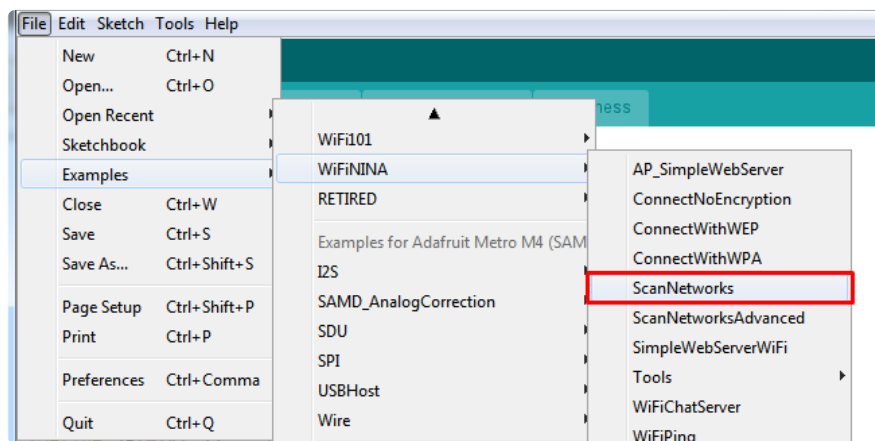 File Edit Sketch Tools Help
New Ctrl+N
Open... Ctrl+O
Open Recent
Sketchbook
Examples
Close Ctrl+W
Save Ctrl+S
Save As... Ctrl+Shift+S
Page Setup Ctrl+Shift+P
Print Ctrl+P
Preferences Ctrl+Comma
Quit Ctrl+Q
WiFi101
WiFiNINA
RETIRED
Examples for Adafruit Metro M4 (SAM
I2S
SAMD_AnalogCorrection
SDU
SPI
USBHost
Wire
ness
AP_SimpleWebServer
ConnectNoEncryption
ConnectWithWEP
ConnectWithWPA
ScanNetworks
ScanNetworksAdvanced
SimpleWebServerWiFi
Tools
WiFiChatServer
WiFiPing